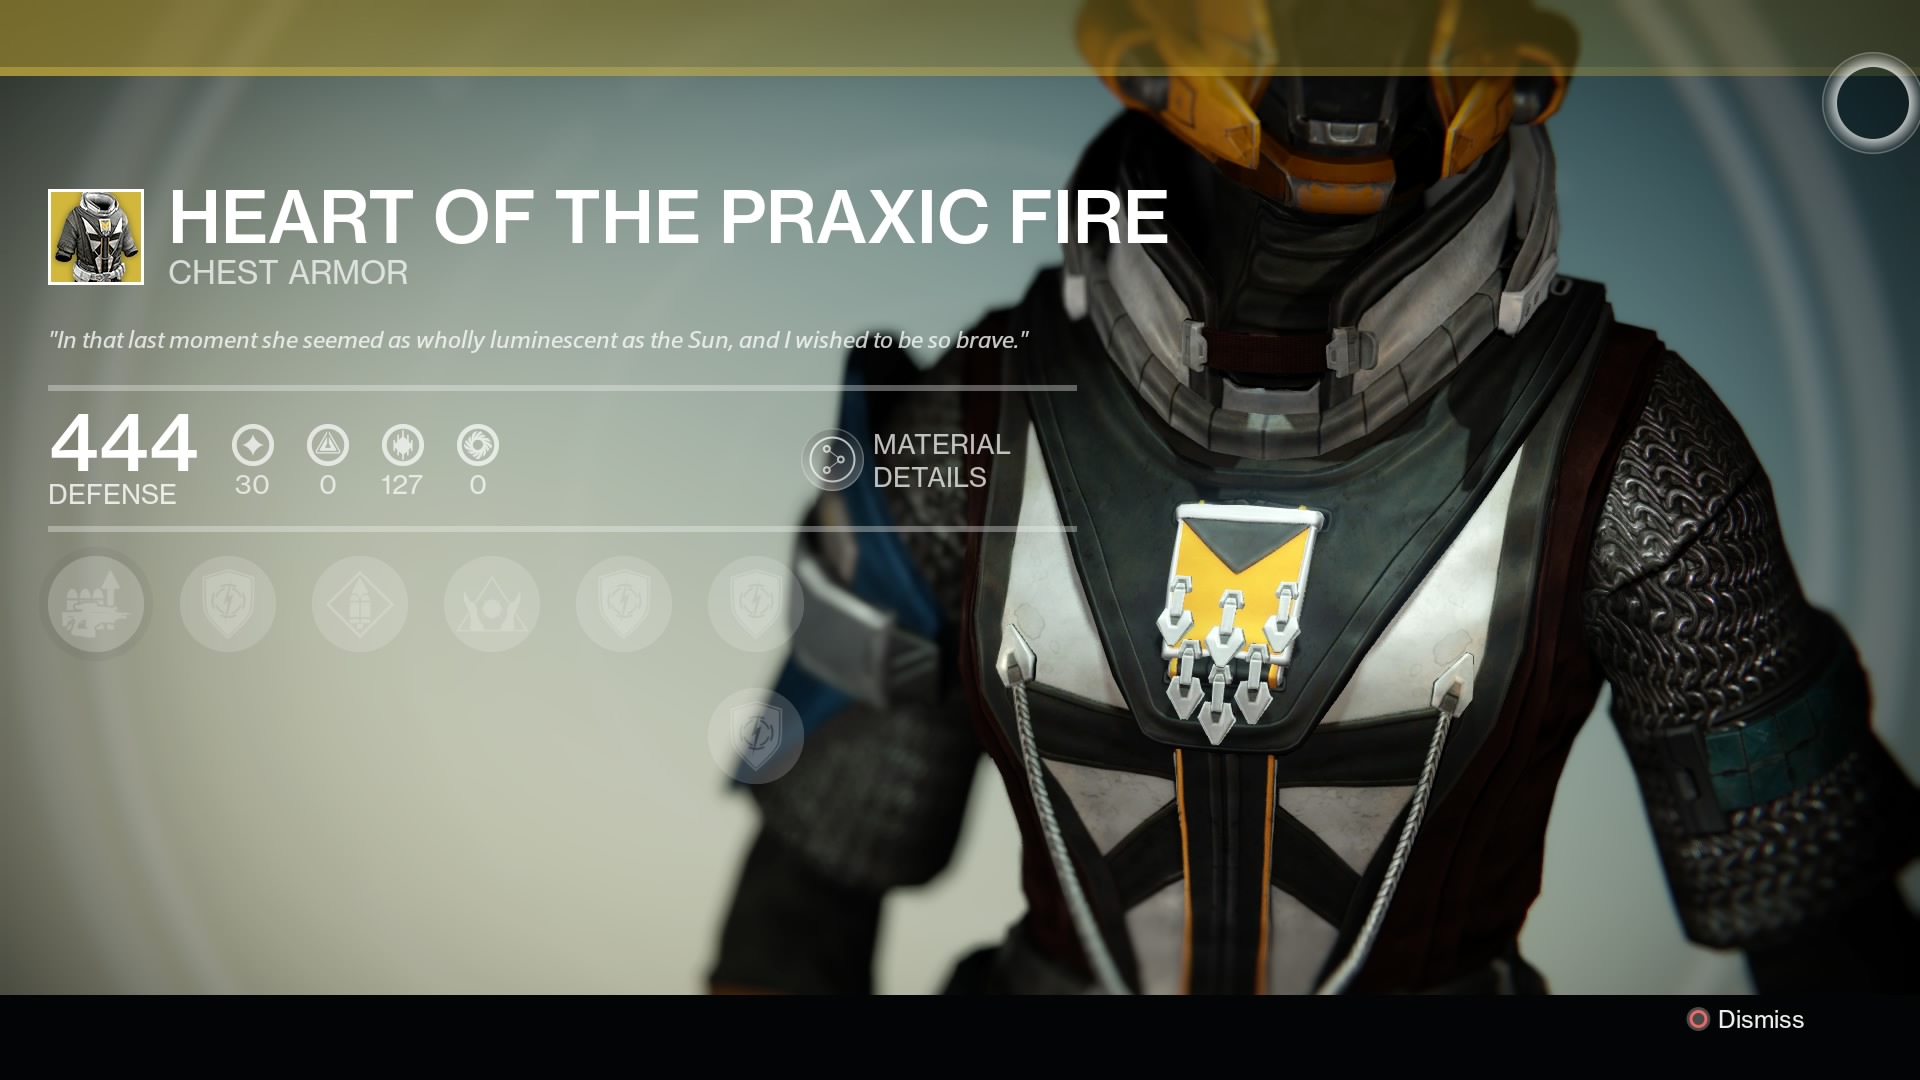 HEART OF THE PRAXIC FIRE
CHEST ARMOR
"In that last moment she seemed as wholly luminescent as the Sun, and I wished to be so brave."
444
DEFENSE
30
0
127
0
MATERIAL
DETAILS
Dismiss